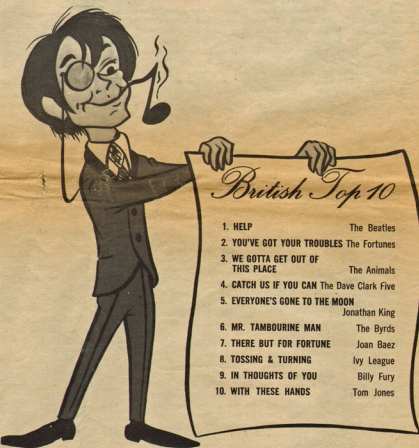 British Top 10
1. HELP The Beatles
2. YOU'VE GOT YOUR TROUBLES The Fortunes
3. WE GOTTA GET OUT OF
THIS PLACE The Animals
4. CATCH US IF YOU CAN The Dave Clark Five
5. EVERYONE'S GONE TO THE MOON
Jonathan King
6. MR. TAMBOURINE MAN The Byrds
7. THERE BUT FOR FORTUNE Joan Baez
8. TOSSING & TURNING Ivy League
9. IN THOUGHTS OF YOU Billy Fury
10. WITH THESE HANDS Tom Jones